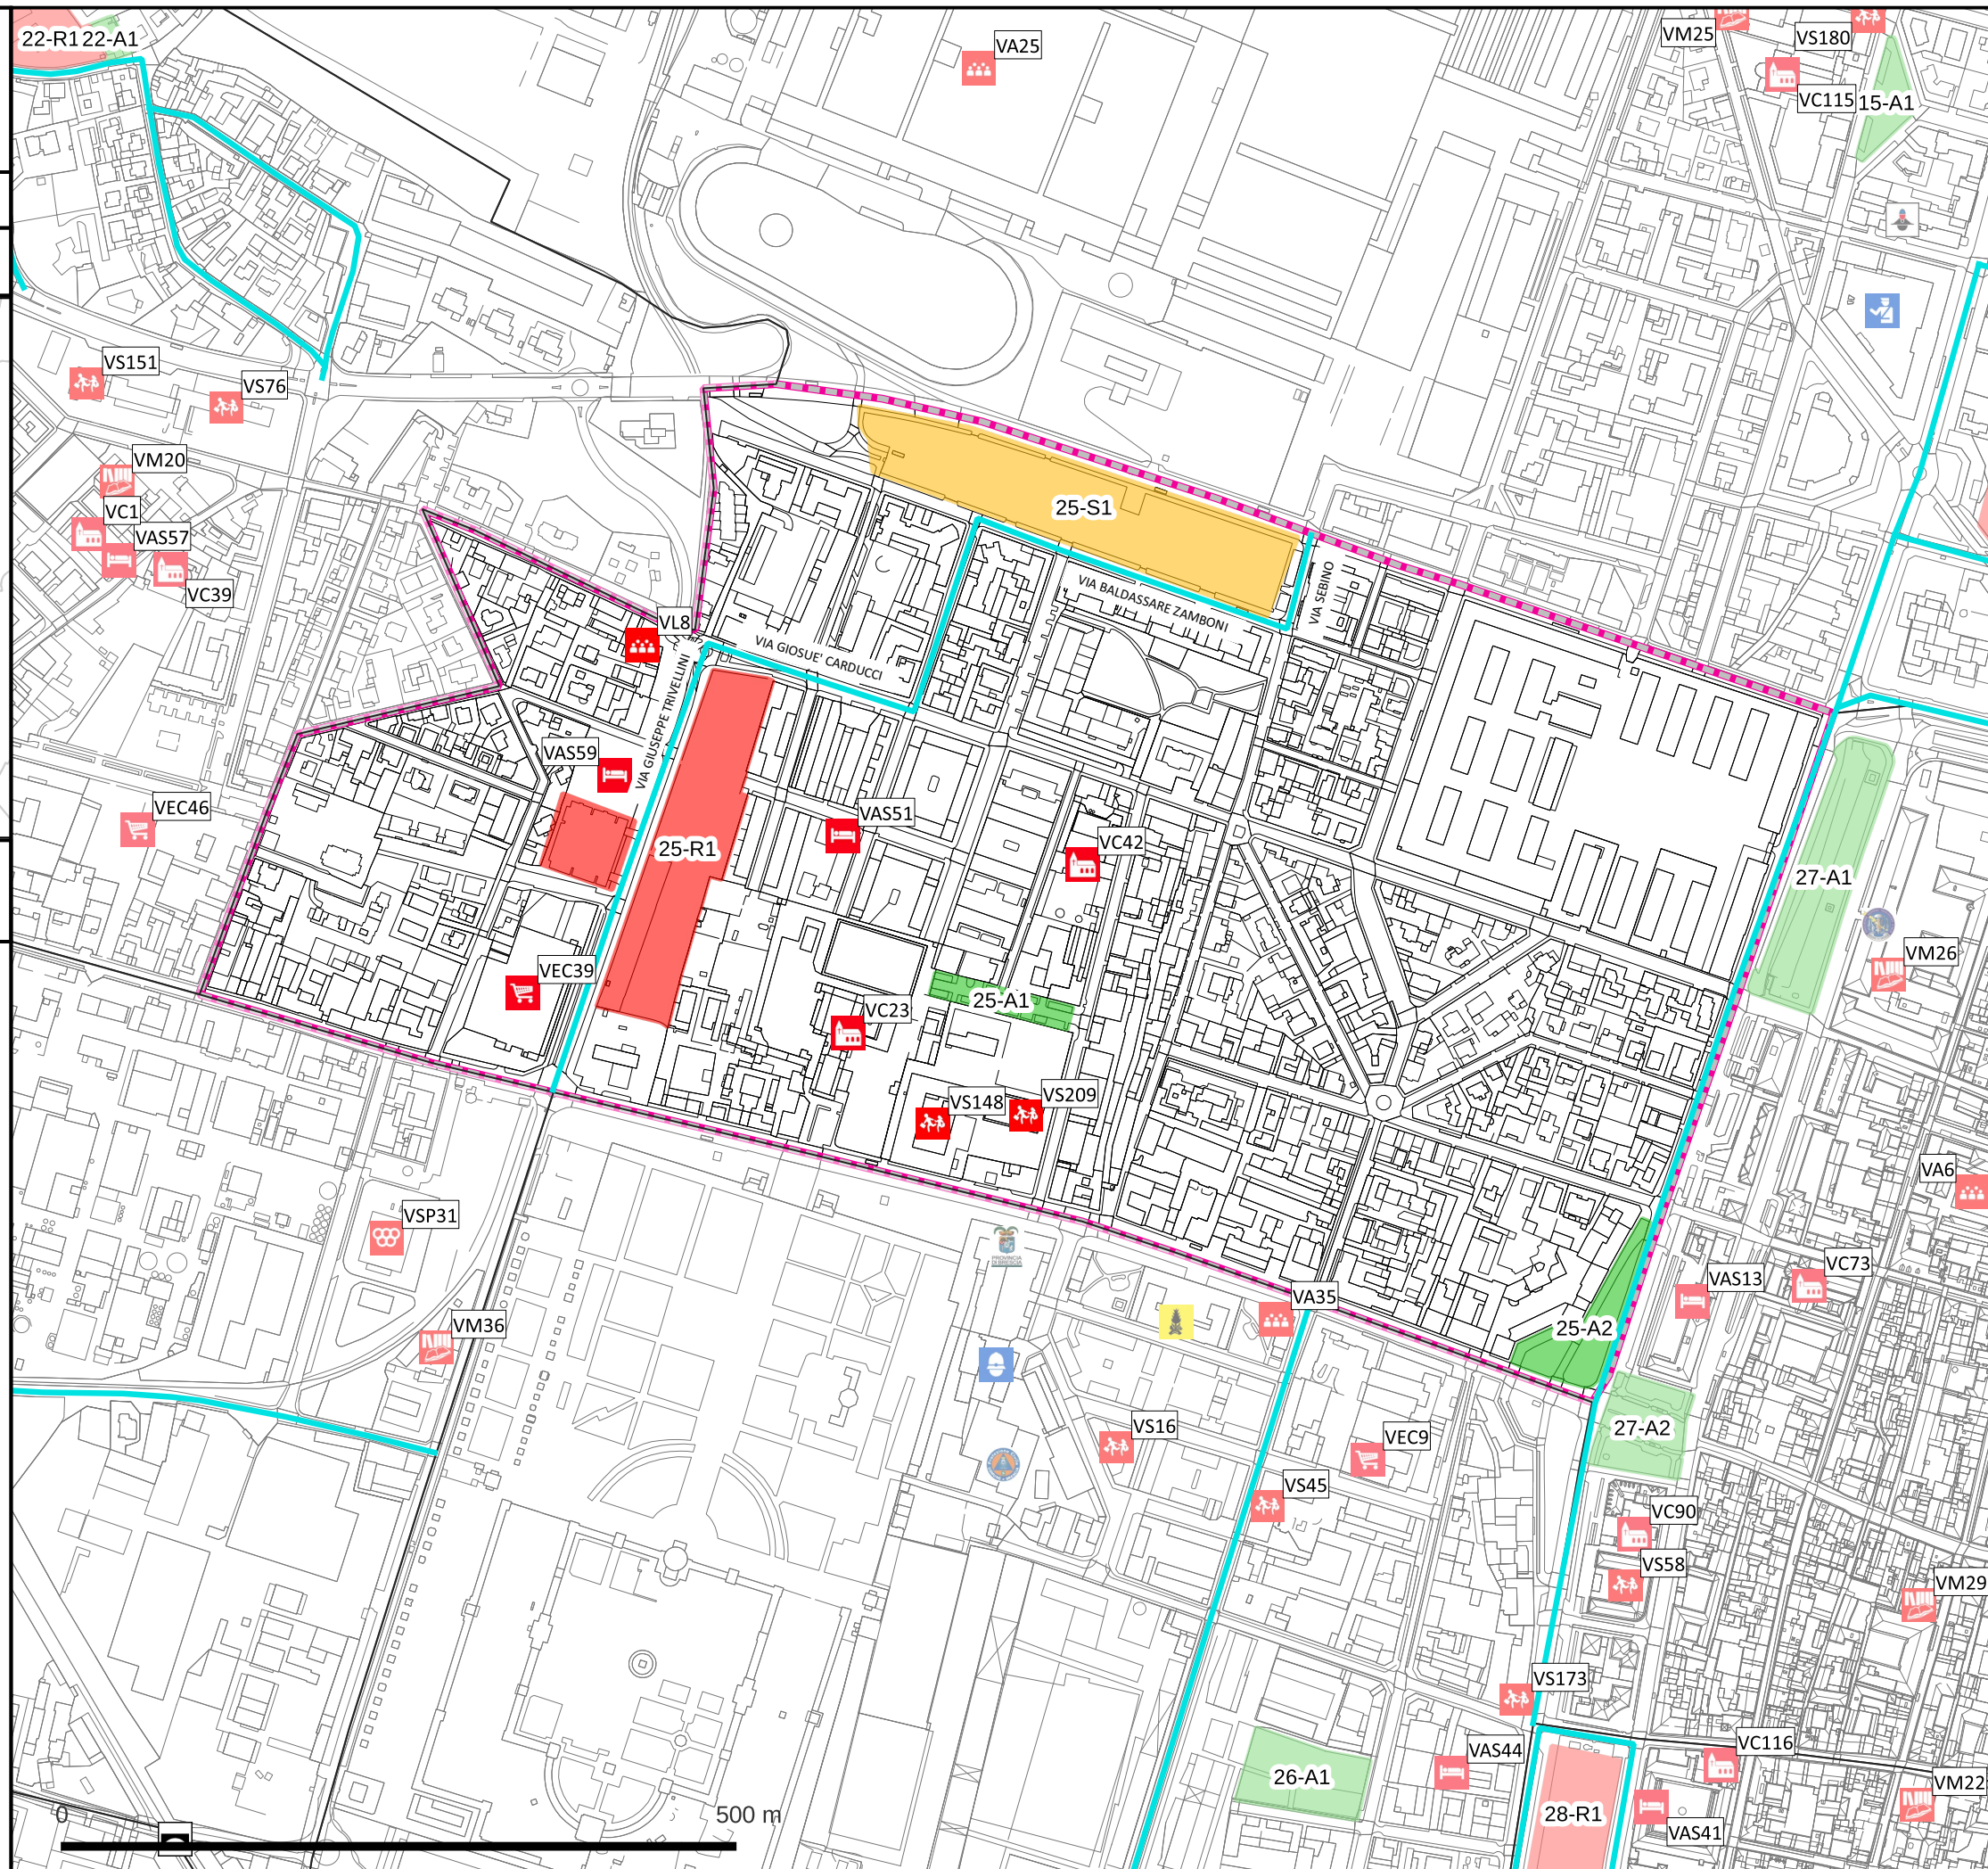 22-R1 22-A1
VA25
VM25
VS180
VC115
15-A1
VS151
VS76
VM20
VC1
VAS57
VC39
25-S1
VIA BALDASSARE ZAMBONI
VIA SEBINO
VL8
VIA GIOSUE' CARDUCCI
VIA GIUSEPPE TRIVELLINI
VAS59
VEC46
VAS51
25-R1
VC42
27-A1
VM26
VEC39
25-A1
VC23
VS148
VS209
VA6
VSP31
PROVINCIA
DI BRESCIA
VC73
VAS13
VA35
VM36
25-A2
VS16
VEC9
27-A2
VS45
VC90
VS58
VM29
VS173
VAS44
VC116
26-A1
VM22
28-R1
VAS41
0
500 m